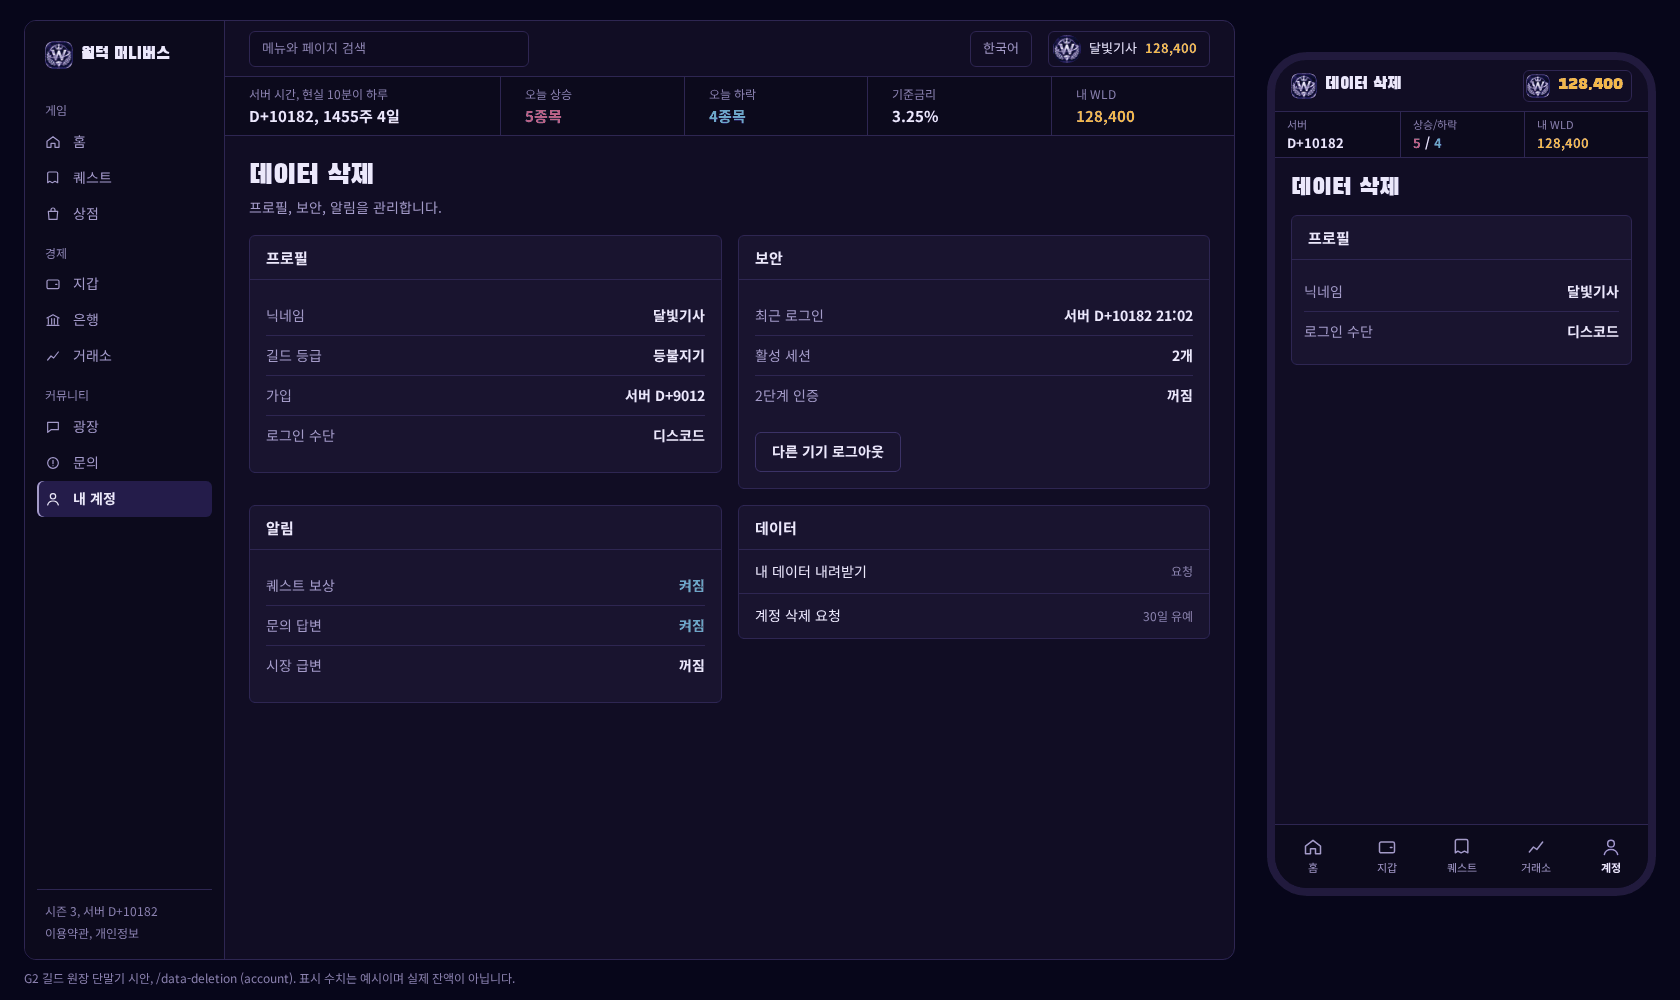 월덕 머니버스
게임
홈
퀘스트
상점
경제
지갑
은행
거래소
커뮤니티
광장
문의
내 계정
시즌 3, 서버 D+10182
이용약관, 개인정보
메뉴와 페이지 검색
한국어
달빛기사 128,400
서버 시간, 현실 10분이 하루
D+10182, 1455주 4일
오늘 상승
5종목
오늘 하락
4종목
기준금리
3.25%
내 WLD
128,400
데이터 삭제
프로필, 보안, 알림을 관리합니다.
프로필
닉네임 달빛기사
길드 등급 등불지기
가입 서버 D+9012
로그인 수단 디스코드
보안
최근 로그인 서버 D+10182 21:02
활성 세션 2개
2단계 인증 꺼짐
다른 기기 로그아웃
알림
퀘스트 보상 켜짐
문의 답변 켜짐
시장 급변 꺼짐
데이터
내 데이터 내려받기 요청
계정 삭제 요청 30일 유예
G2 길드 원장 단말기 시안, /data-deletion (account). 표시 수치는 예시이며 실제 잔액이 아닙니다.
데이터 삭제 128,400
서버
D+10182
상승/하락
5 / 4
내 WLD
128,400
데이터 삭제
프로필
닉네임 달빛기사
로그인 수단 디스코드
홈
지갑
퀘스트
거래소
계정